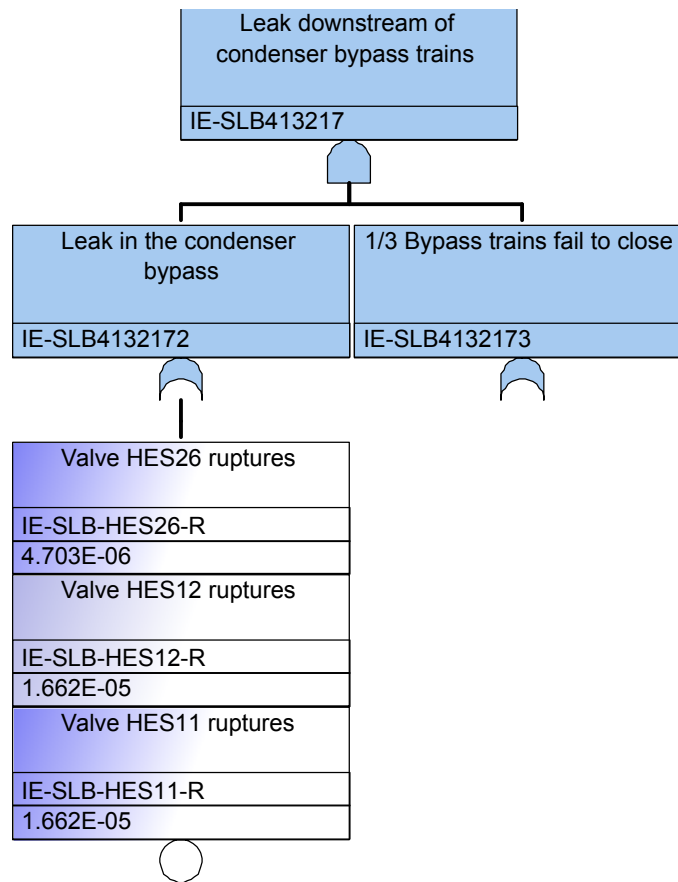 Leak downstream of
condenser bypass trains
IE-SLB413217
Leak in the condenser
bypass
IE-SLB4132172
1/3 Bypass trains fail to close
IE-SLB4132173
Valve HES26 ruptures
IE-SLB-HES26-R
4.703E-06
Valve HES12 ruptures
IE-SLB-HES12-R
1.662E-05
Valve HES11 ruptures
IE-SLB-HES11-R
1.662E-05